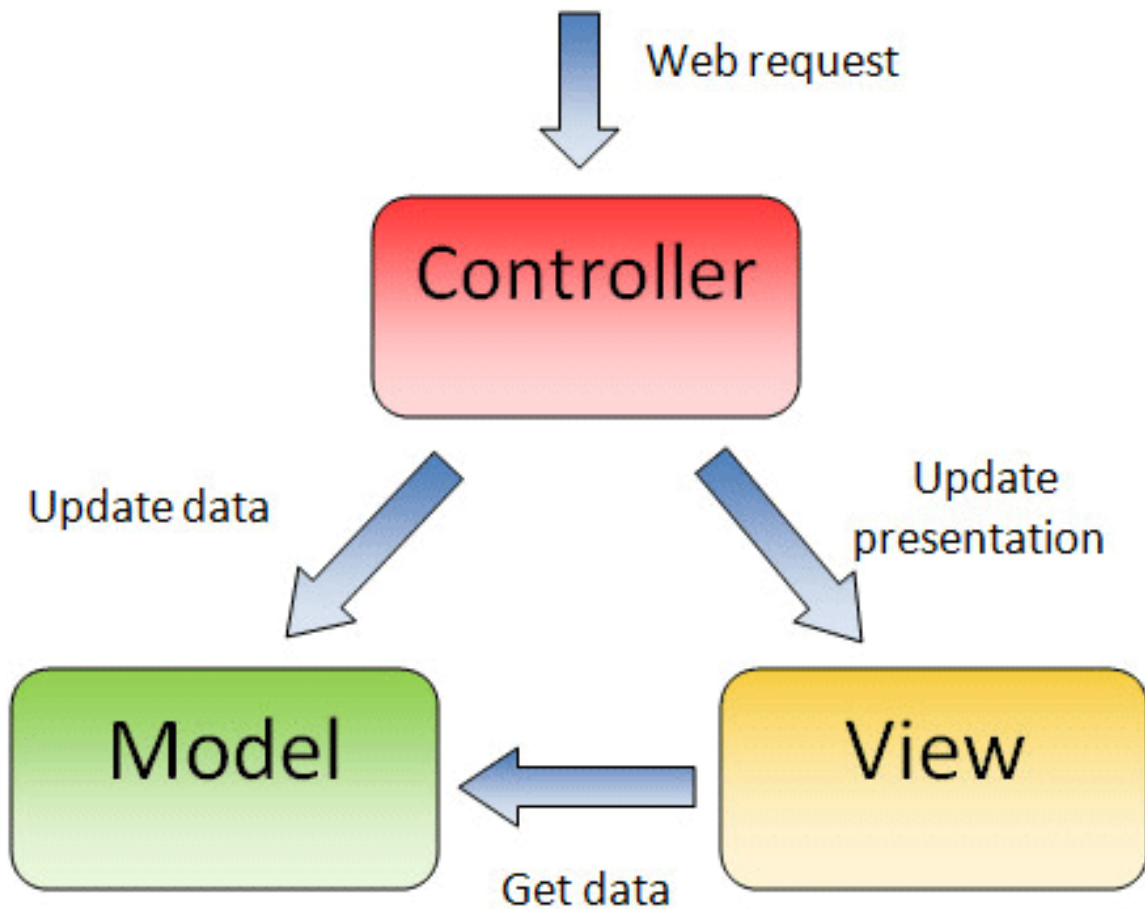 Web request
Controller
Update data
Update
presentation
Model
View
Get data